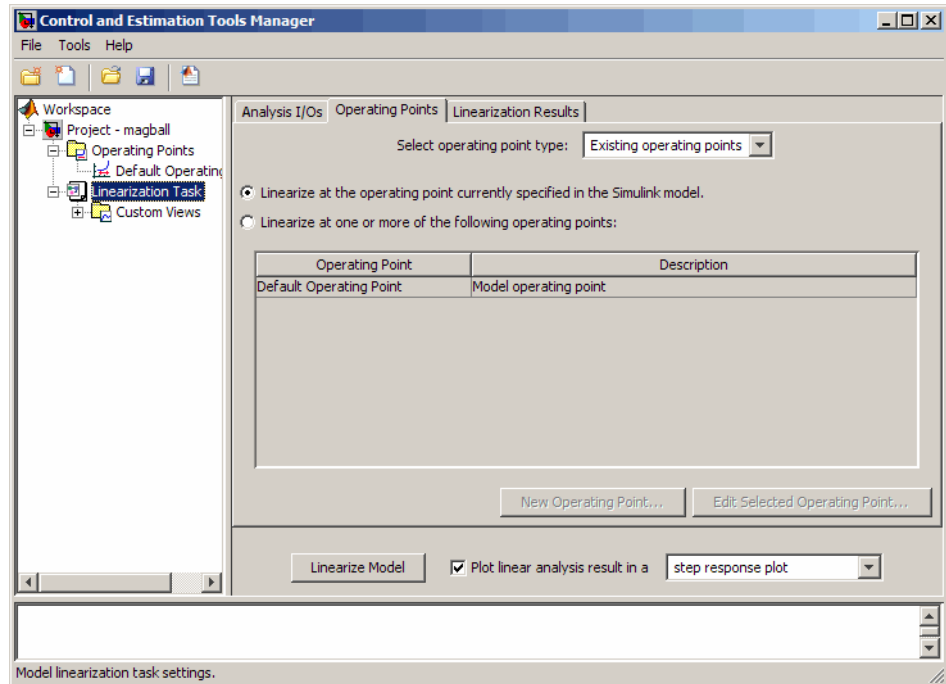 Control and Estimation Tools Manager
File Tools Help
Workspace
Project - magball
Operating Points
Default Operating
Linearization Task
Custom Views
Analysis I/Os Operating Points Linearization Results
Select operating point type: Existing operating points
Linearize at the operating point currently specified in the Simulink model.
Linearize at one or more of the following operating points:
Operating Point Description
Default Operating Point Model operating point
New Operating Point... Edit Selected Operating Point...
Linearize Model Plot linear analysis result in a step response plot
Model linearization task settings.